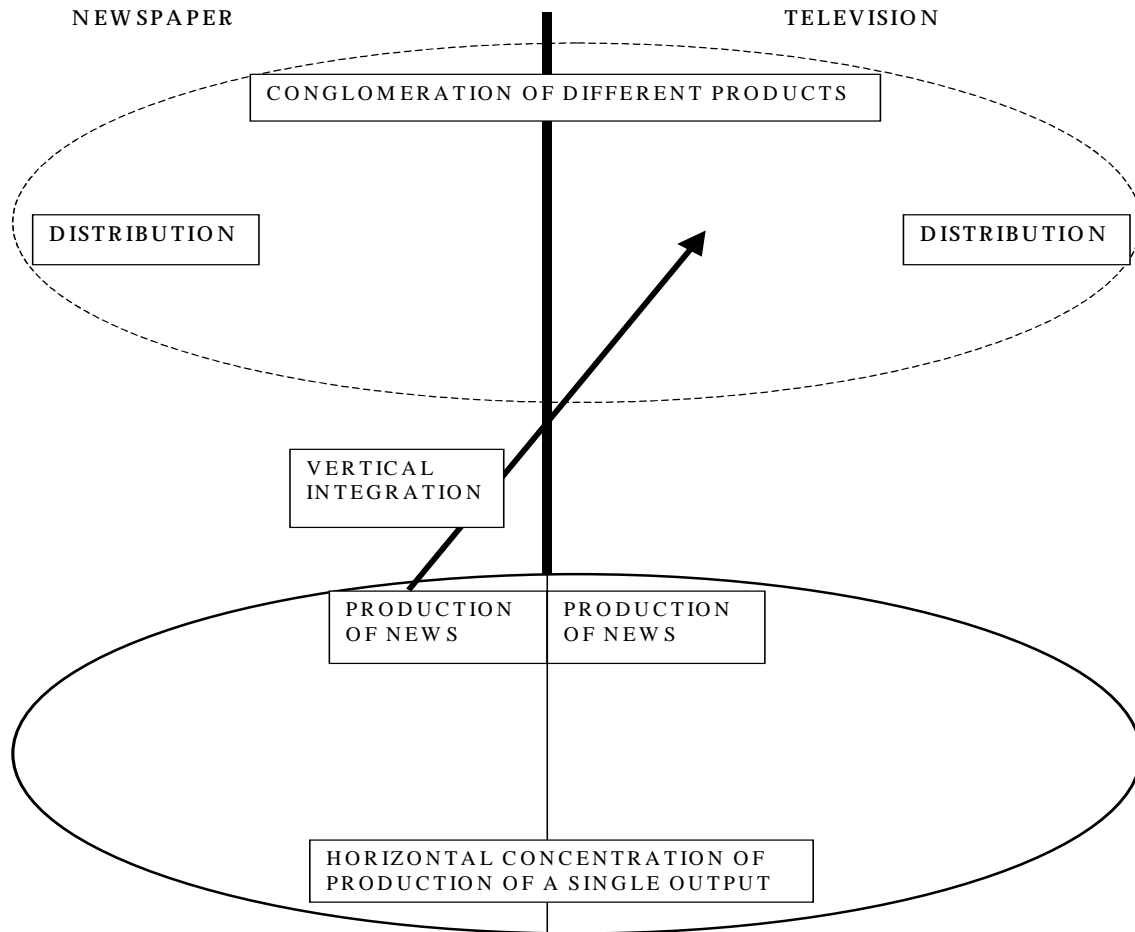 NEWSPAPER
TELEVISION
CONGLOMERATION OF DIFFERENT PRODUCTS
DISTRIBUTION
DISTRIBUTION
VERTICAL
INTEGRATION
PRODUCTION
OF NEWS
PRODUCTION
OF NEWS
HORIZONTAL CONCENTRATION OF
PRODUCTION OF A SINGLE OUTPUT